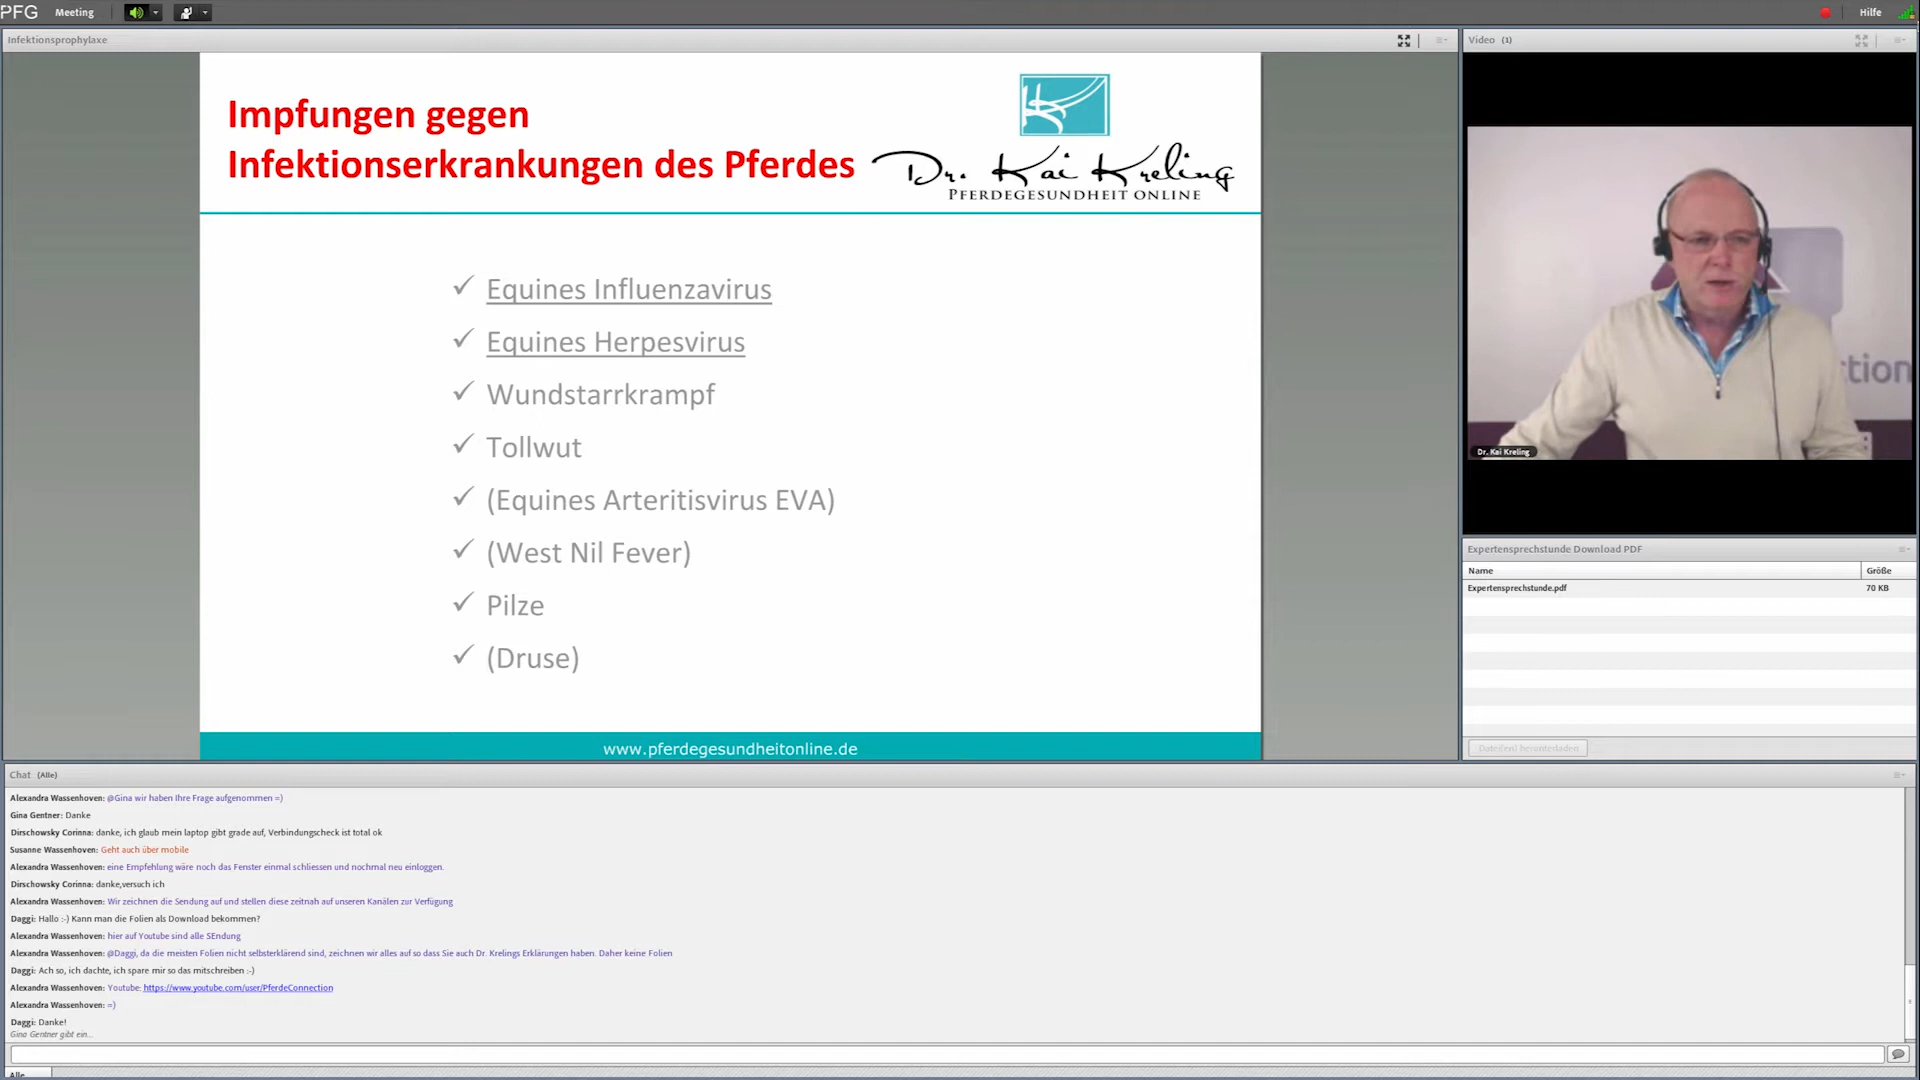 PFG
Meeting
Hilfe
Infektionsprophylaxe
Impfungen gegen
Infektionserkrankungen des Pferdes
Dr. Kai Kreling
PFERDEGESUNDHEIT ONLINE
✓ Equines Influenzavirus
✓ Equines Herpesvirus
✓ Wundstarrkrampf
✓ Tollwut
✓ (Equines Arteritisvirus EVA)
✓ (West Nil Fever)
✓ Pilze
✓ (Druse)
www.pferdegesundheitonline.de
Video (1)
ction
Dr. Kai Kreling
Expertensprechstunde Download PDF
Name Größe
Expertensprechstunde.pdf 70 KB
Datei(en) herunterladen
Chat (Alle)
Alexandra Wassenhoven: @Gina wir haben Ihre Frage aufgenommen =)
Gina Gentner: Danke
Dirschowsky Corinna: danke, ich glaub mein laptop gibt grade auf, Verbindungscheck ist total ok
Susanne Wassenhoven: Geht auch über mobile
Alexandra Wassenhoven: eine Empfehlung wäre noch das Fenster einmal schliessen und nochmal neu einloggen.
Dirschowsky Corinna: danke,versuch ich
Alexandra Wassenhoven: Wir zeichnen die Sendung auf und stellen diese zeitnah auf unseren Kanälen zur Verfügung
Daggi: Hallo :-) Kann man die Folien als Download bekommen?
Alexandra Wassenhoven: hier auf Youtube sind alle SEndung
Alexandra Wassenhoven: @Daggi, da die meisten Folien nicht selbsterklärend sind, zeichnen wir alles auf so dass Sie auch Dr. Krelings Erklärungen haben. Daher keine Folien
Daggi: Ach so, ich dachte, ich spare mir so das mitschreiben :-)
Alexandra Wassenhoven: Youtube: https://www.youtube.com/user/PferdeConnection
Alexandra Wassenhoven: =)
Daggi: Danke!
Gina Gentner gibt ein...
Alle